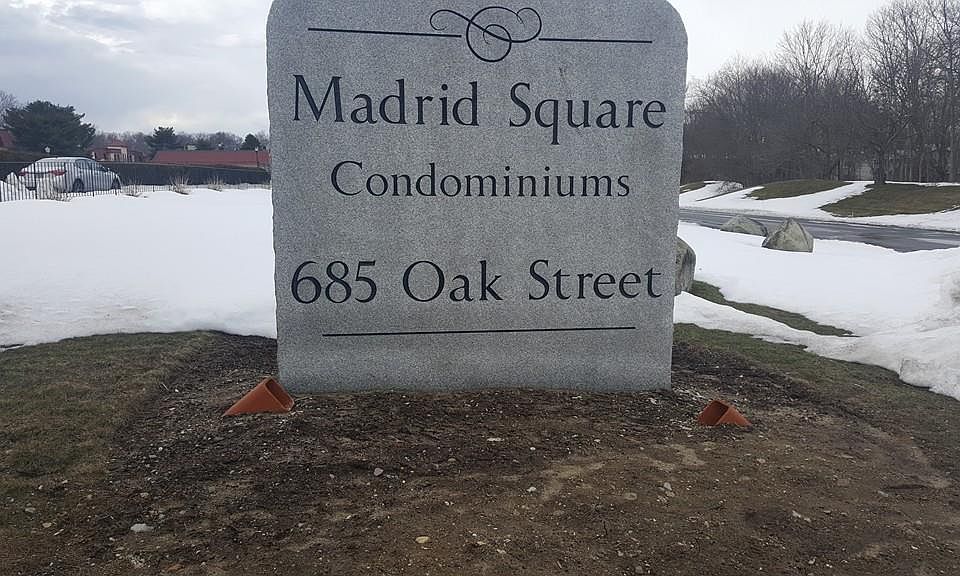 Madrid Square
Condominiums
685 Oak Street